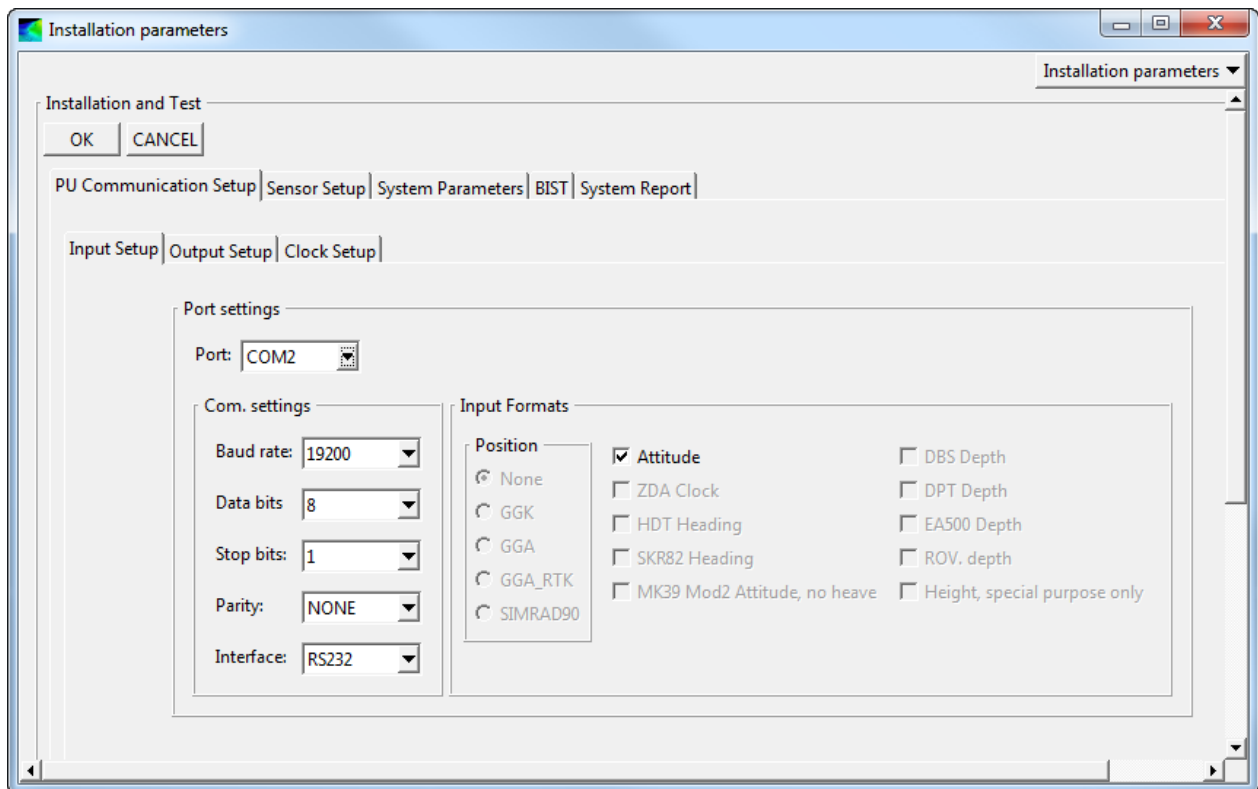 Installation parameters
Installation parameters
Installation and Test
OK CANCEL
PU Communication Setup Sensor Setup System Parameters BIST System Report
Input Setup Output Setup Clock Setup
Port settings
Port: COM2
Com. settings
Baud rate: 19200
Data bits 8
Stop bits: 1
Parity: NONE
Interface: RS232
Input Formats
Position
None
GGK
GGA
GGA_RTK
SIMRAD90
Attitude
ZDA Clock
HDT Heading
SKR82 Heading
MK39 Mod2 Attitude, no heave
DBS Depth
DPT Depth
EA500 Depth
ROV. depth
Height, special purpose only